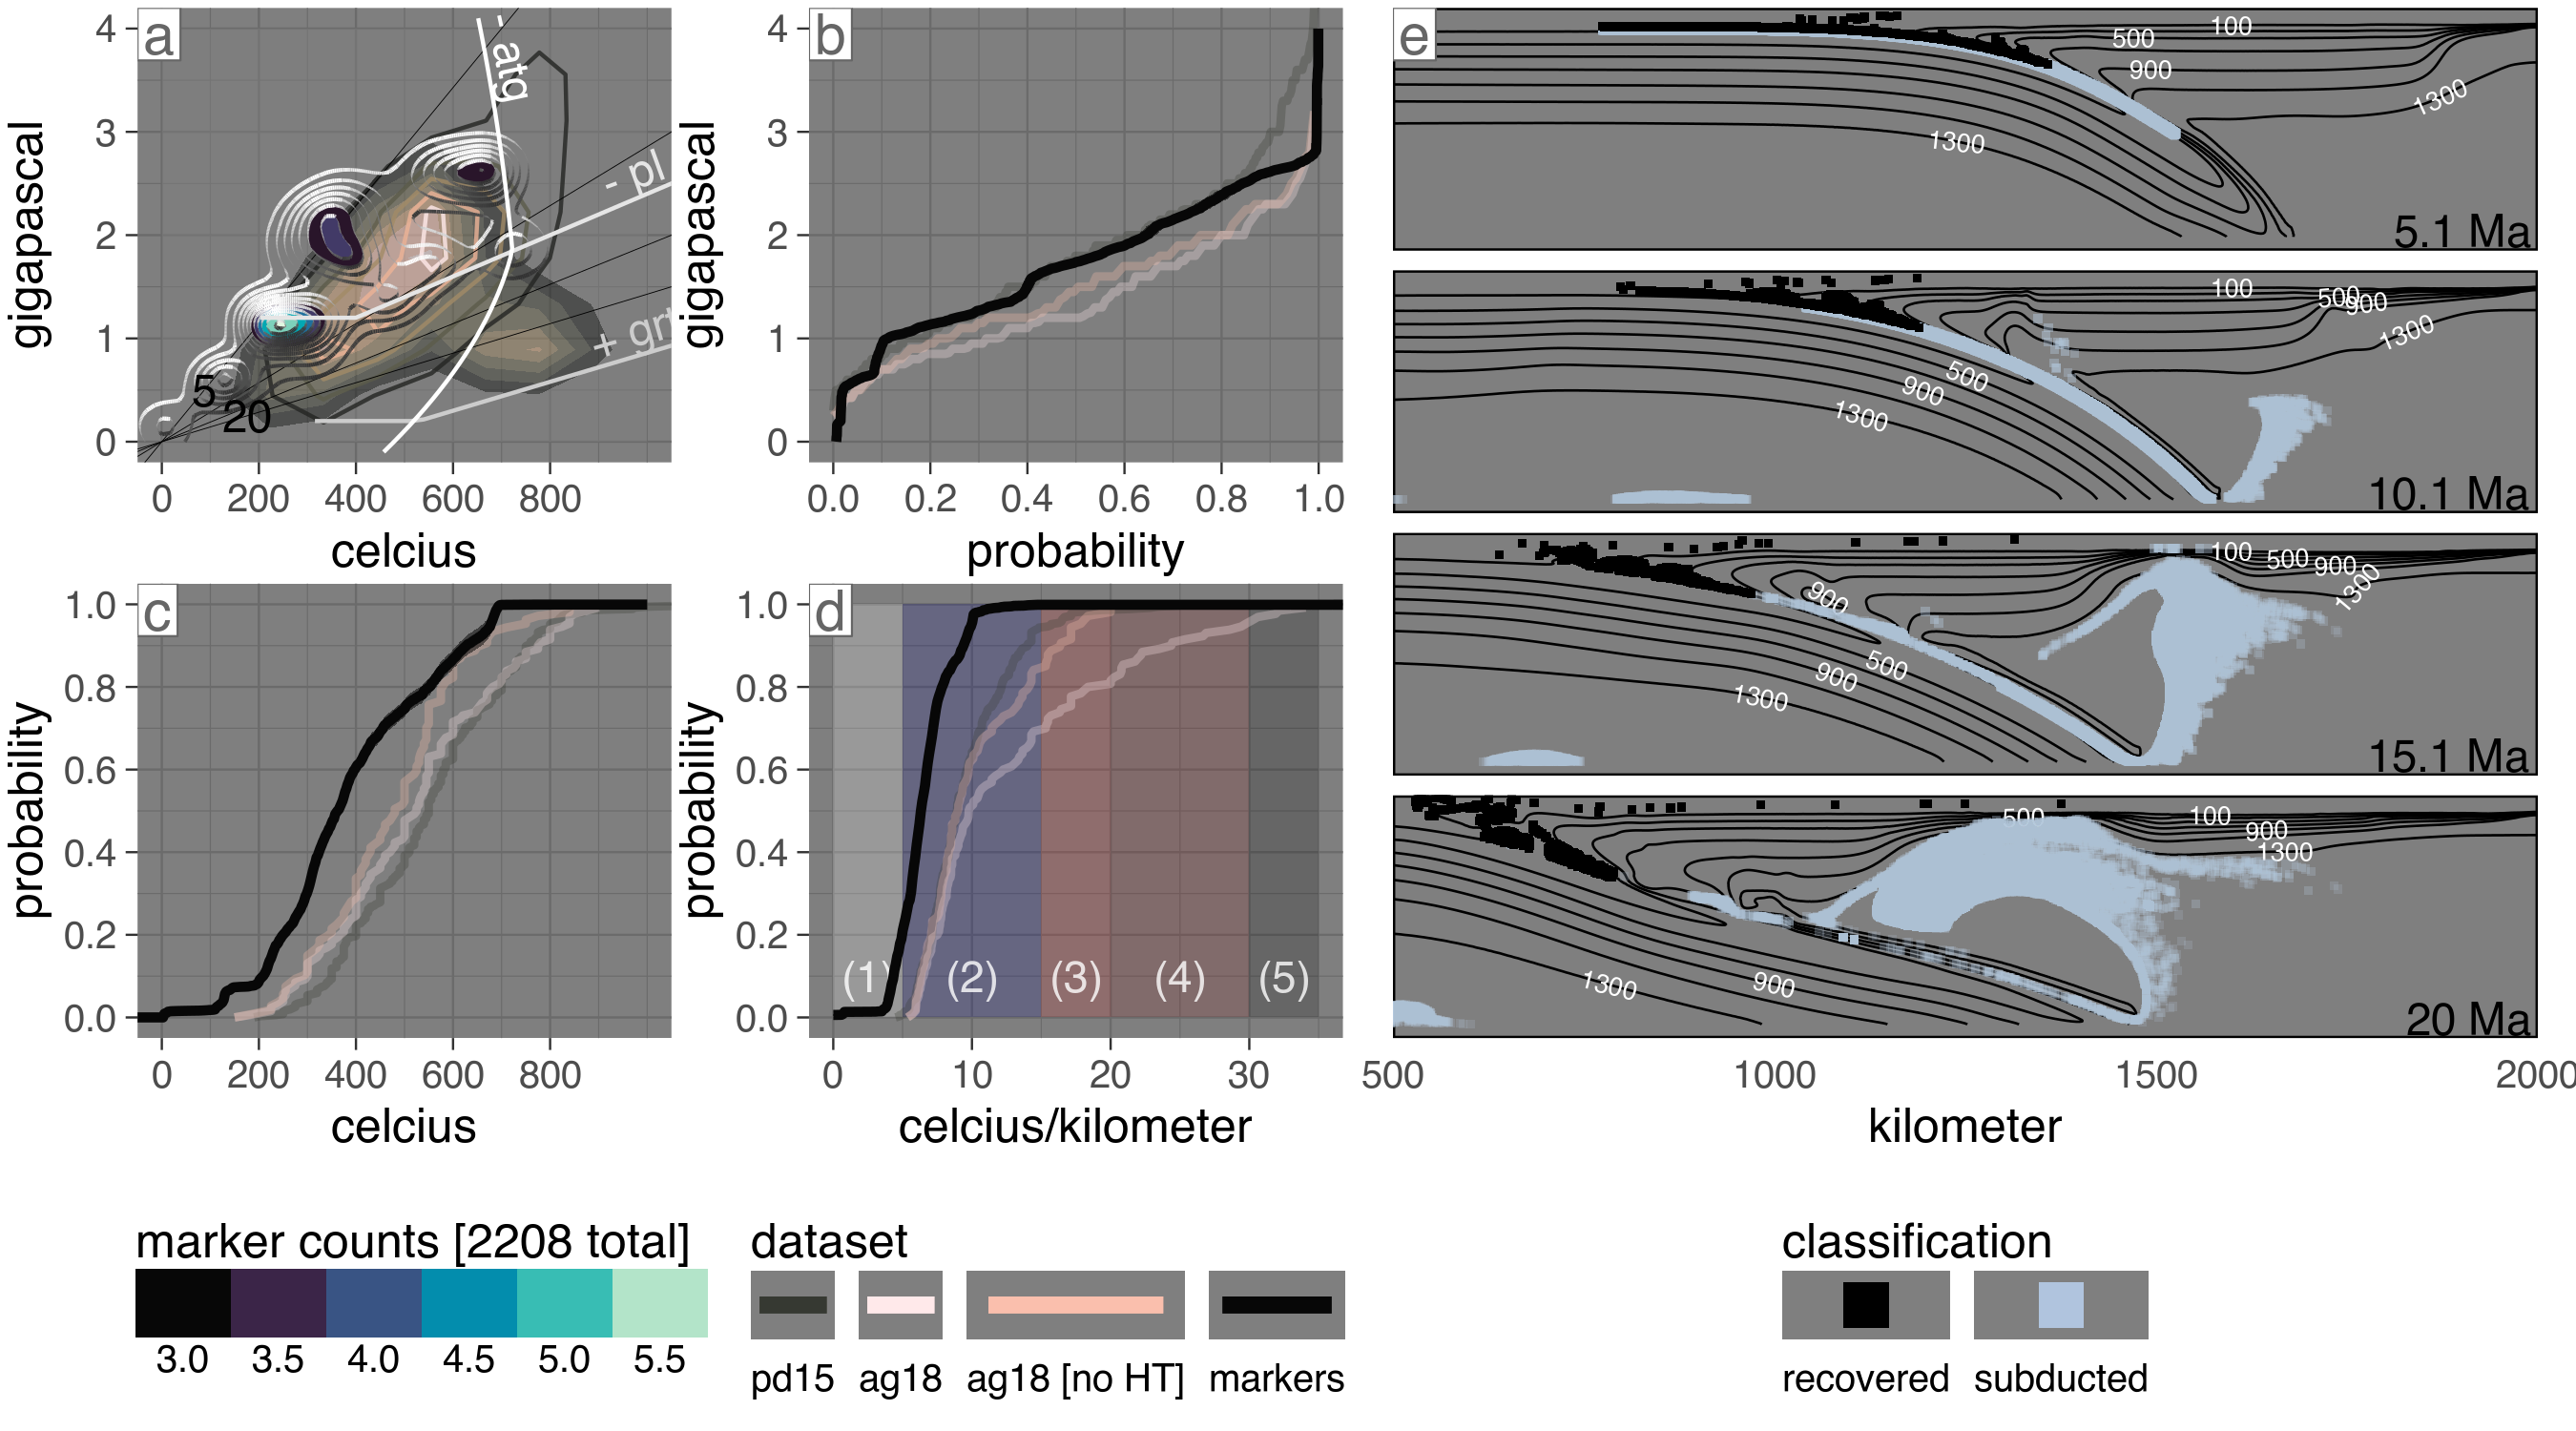 a
4
3
2
1
0
gigapascal
- atg
- pl
+ grt
5
20
0 200 400 600 800
celcius
b
4
3
2
1
0
gigapascal
0.0 0.2 0.4 0.6 0.8 1.0
probability
c
1.0
0.8
0.6
0.4
0.2
0.0
probability
0 200 400 600 800
celcius
d
1.0
0.8
0.6
0.4
0.2
0.0
probability
(1) (2) (3) (4) (5)
0 10 20 30
celcius/kilometer
e
100
500
900
1300
1300
5.1 Ma
100
500
900
1300
500
900
1300
10.1 Ma
100
500
900
1300
900
500
900
1300
15.1 Ma
500
100
900
1300
900
1300
20 Ma
500 1000 1500 2000
kilometer
marker counts [2208 total]
3.0 3.5 4.0 4.5 5.0 5.5
dataset
pd15 ag18 ag18 [no HT] markers
classification
recovered subducted